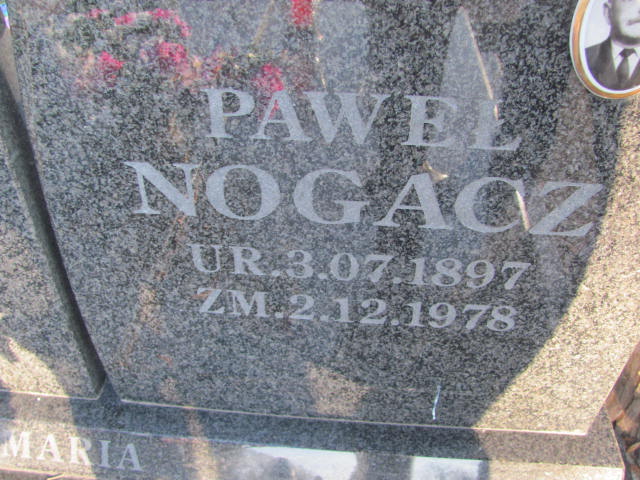 PAWEŁ
NOGACZ
UR.3.07.1897
ZM.2.12.1978
MARIA